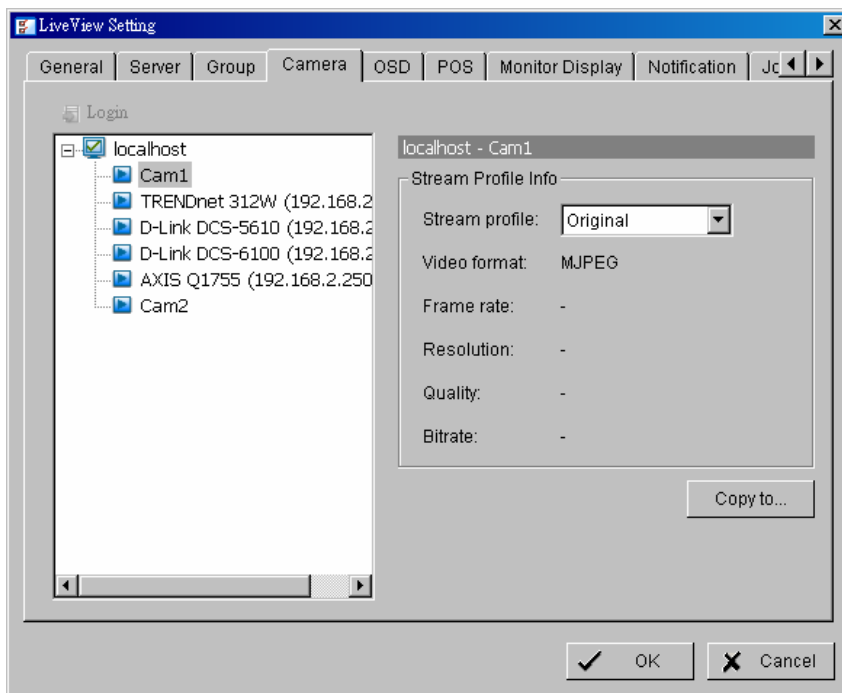 LiveView Setting
General Server Group Camera OSD POS Monitor Display Notification
Login
localhost
Cam1
TRENDnet 312W (192.168.2
D-Link DCS-5610 (192.168.2
D-Link DCS-6100 (192.168.2
AXIS Q1755 (192.168.2.250
Cam2
localhost - Cam1
Stream Profile Info
Stream profile: Original
Video format: MJPEG
Frame rate: -
Resolution: -
Quality: -
Bitrate: -
Copy to...
OK Cancel